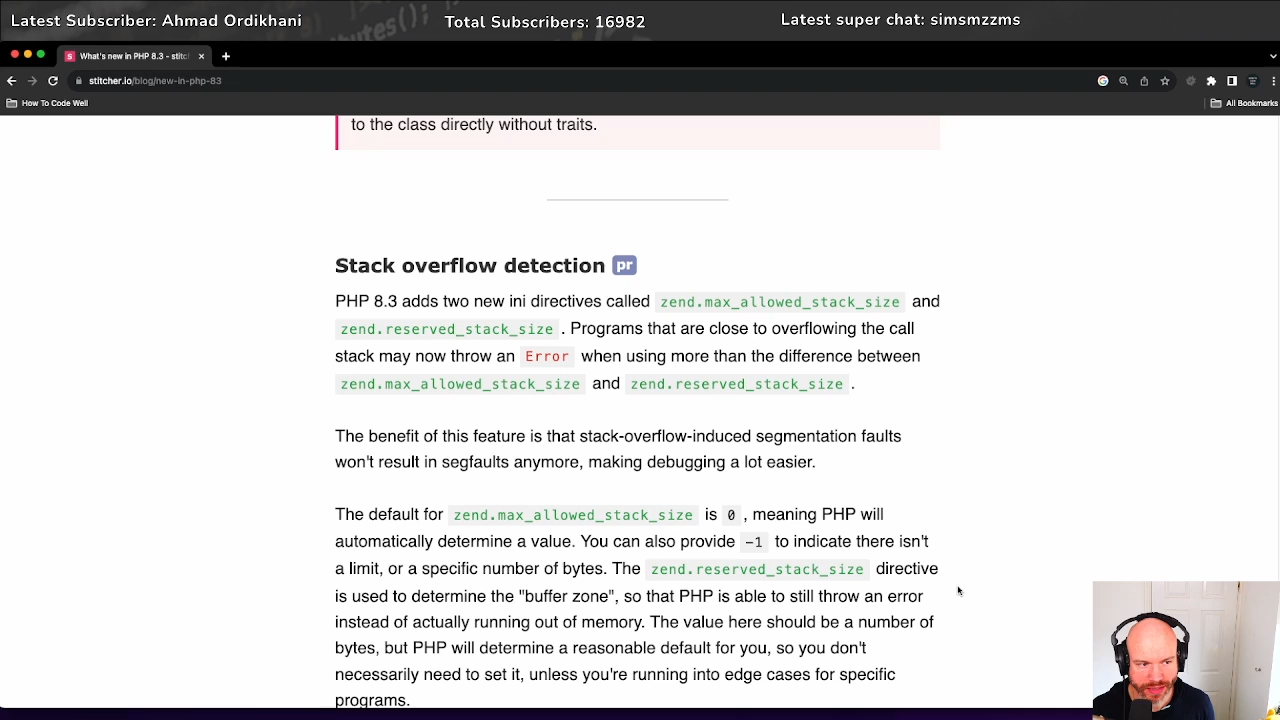 Latest Subscriber: Ahmad Ordikhani
Total Subscribers: 16982
Latest super chat: simsmzzms
What's new in PHP 8.3 - stitc
stitcher.io/blog/new-in-php-83
How To Code Well
All Bookmarks
to the class directly without traits.
Stack overflow detection pr
PHP 8.3 adds two new ini directives called zend.max_allowed_stack_size and
zend.reserved_stack_size . Programs that are close to overflowing the call
stack may now throw an Error when using more than the difference between
zend.max_allowed_stack_size and zend.reserved_stack_size .
The benefit of this feature is that stack-overflow-induced segmentation faults
won't result in segfaults anymore, making debugging a lot easier.
The default for zend.max_allowed_stack_size is 0 , meaning PHP will
automatically determine a value. You can also provide -1 to indicate there isn't
a limit, or a specific number of bytes. The zend.reserved_stack_size directive
is used to determine the "buffer zone", so that PHP is able to still throw an error
instead of actually running out of memory. The value here should be a number of
bytes, but PHP will determine a reasonable default for you, so you don't
necessarily need to set it, unless you're running into edge cases for specific
programs.